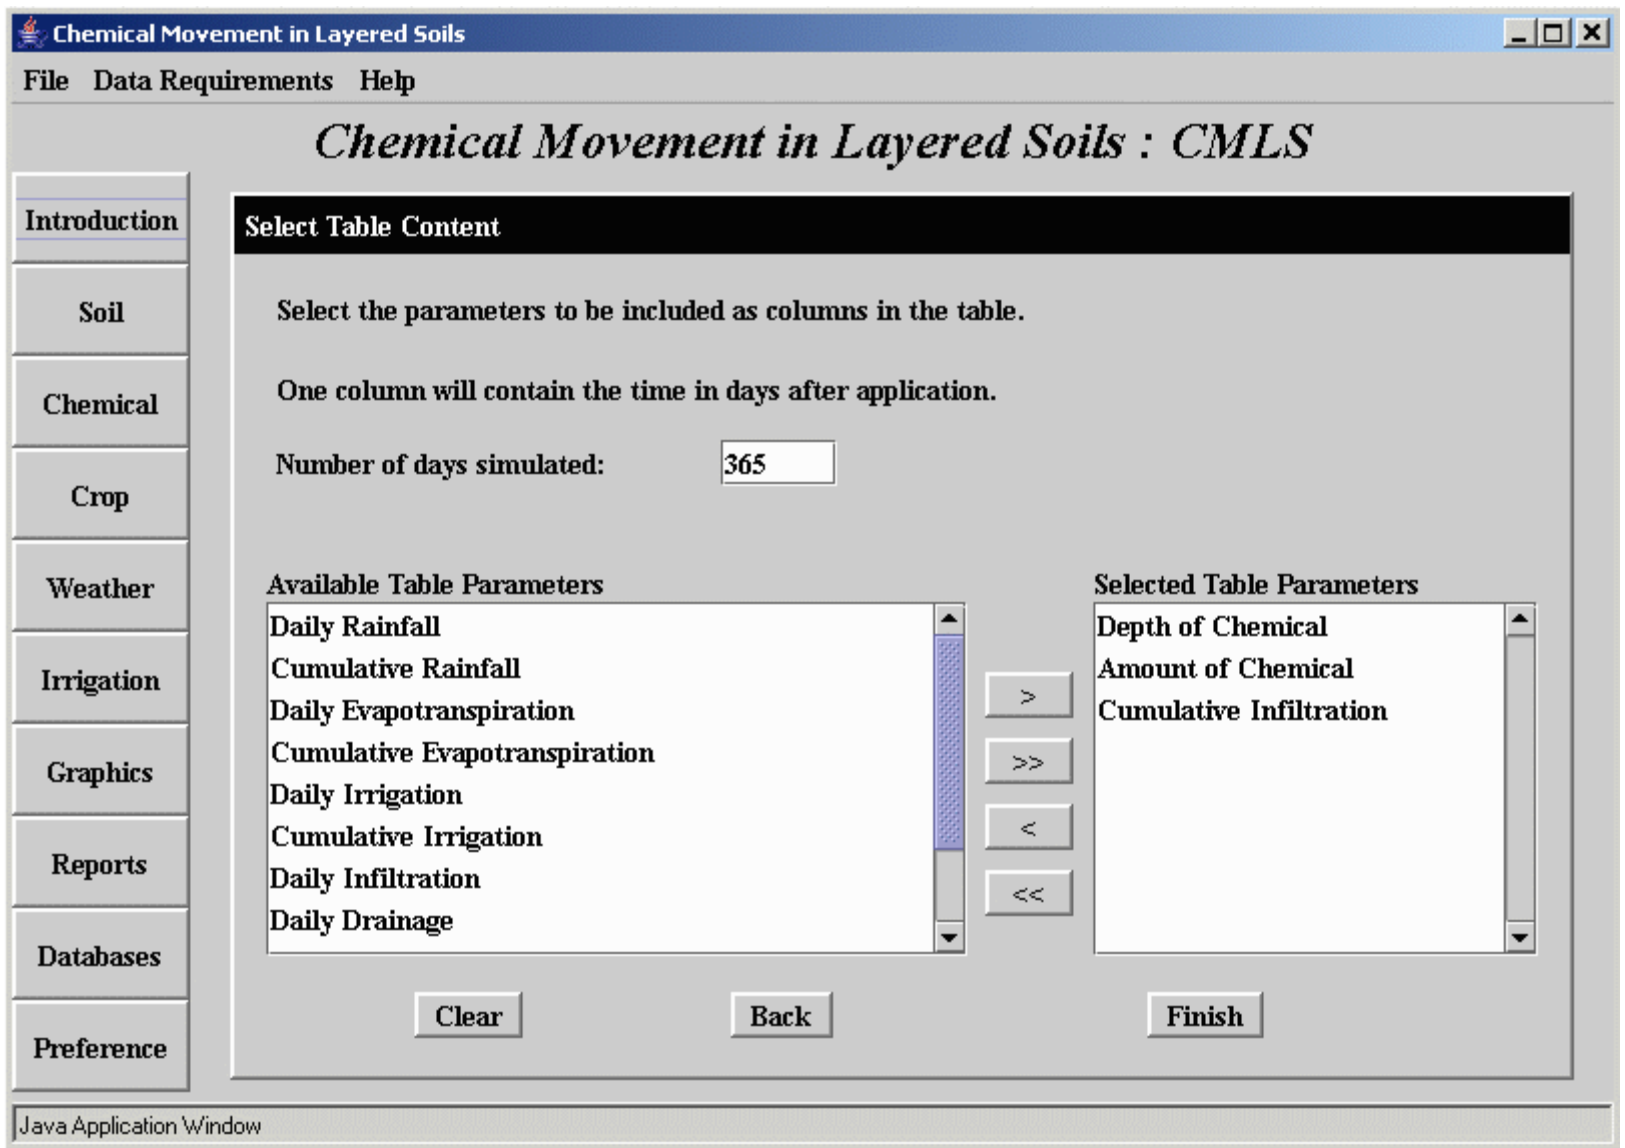 Chemical Movement in Layered Soils
File Data Requirements Help
Chemical Movement in Layered Soils : CMLS
Introduction
Soil
Chemical
Crop
Weather
Irrigation
Graphics
Reports
Databases
Preference
Select Table Content
Select the parameters to be included as columns in the table.
One column will contain the time in days after application.
Number of days simulated: 365
Available Table Parameters
Daily Rainfall
Cumulative Rainfall
Daily Evapotranspiration
Cumulative Evapotranspiration
Daily Irrigation
Cumulative Irrigation
Daily Infiltration
Daily Drainage
>
>>
<
<<
Selected Table Parameters
Depth of Chemical
Amount of Chemical
Cumulative Infiltration
Clear Back Finish
Java Application Window